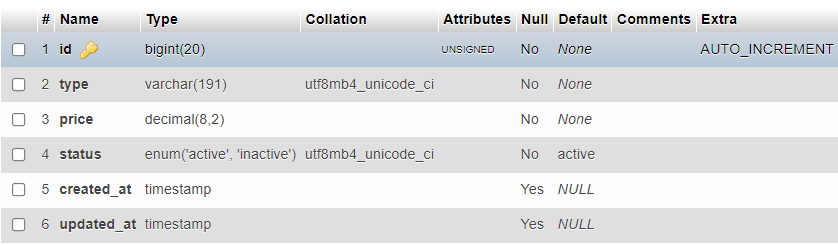 # Name Type Collation Attributes Null Default Comments Extra
1 id bigint(20) UNSIGNED No None AUTO_INCREMENT
2 type varchar(191) utf8mb4_unicode_ci No None
3 price decimal(8,2) No None
4 status enum('active', 'inactive') utf8mb4_unicode_ci No active
5 created_at timestamp Yes NULL
6 updated_at timestamp Yes NULL